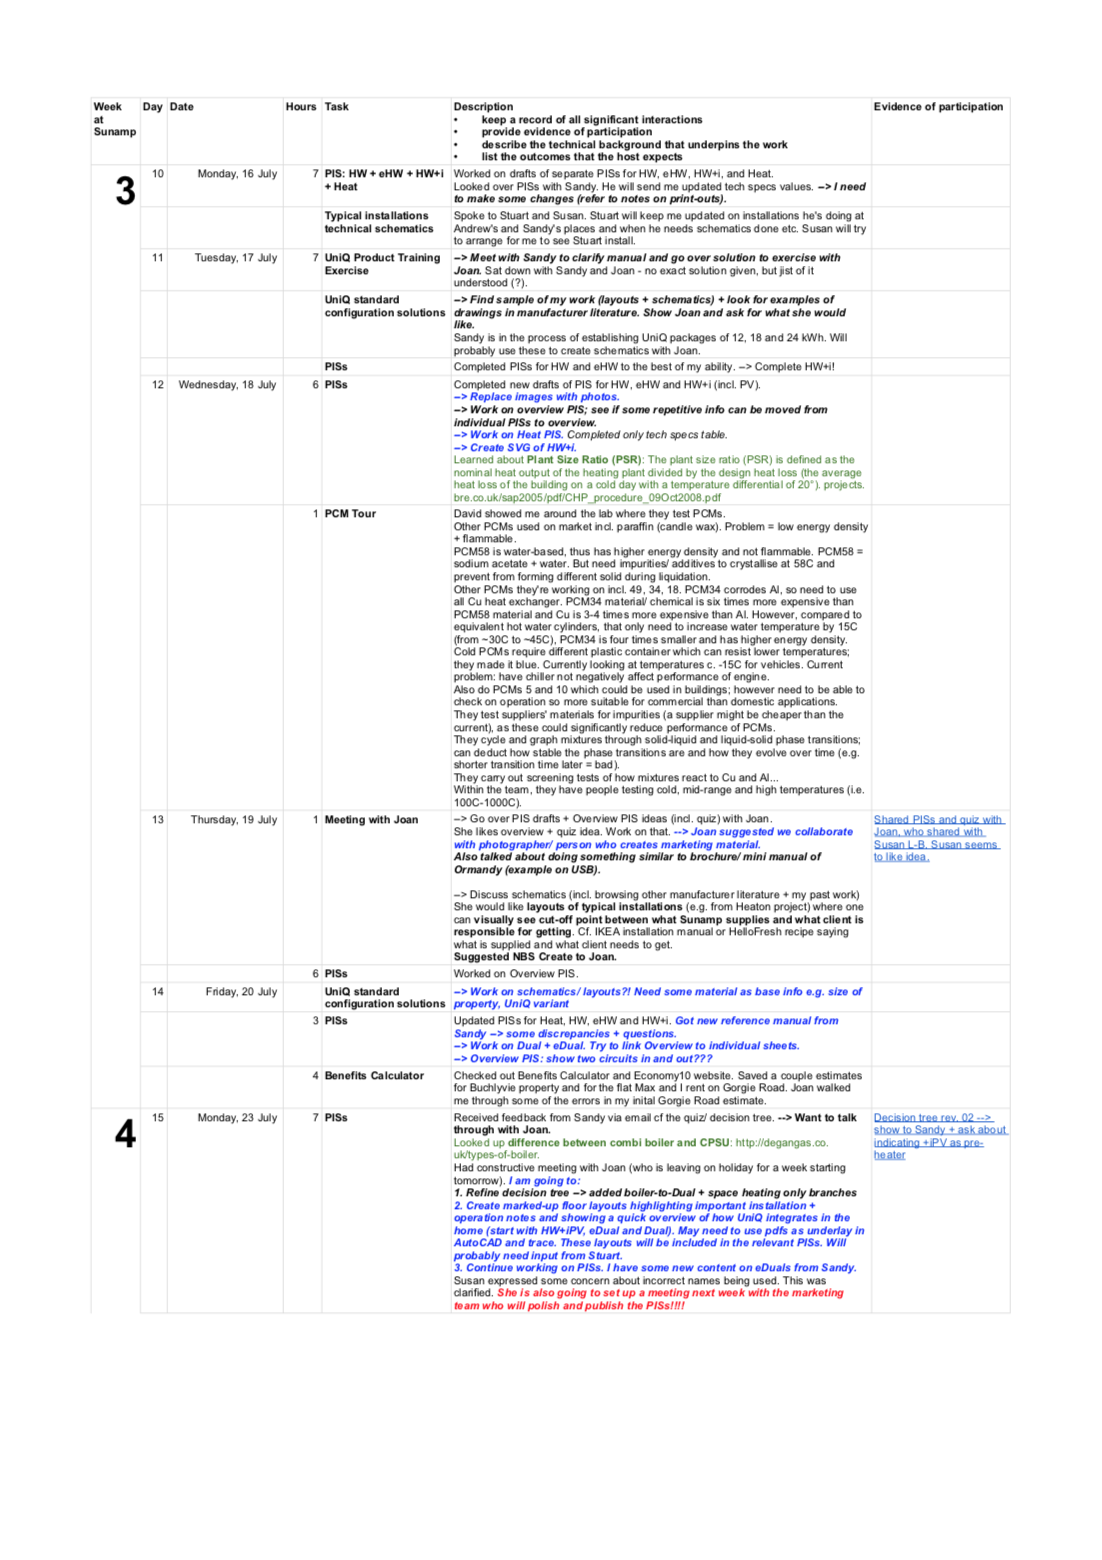 Week at Sunamp	Day	Date	Hours	Task	Description	Evidence of participation
• keep a record of all significant interactions
• provide evidence of participation
• describe the technical background that underpins the work
• list the outcomes that the host expects
3
10	Monday, 16 July	7	PIS: HW + eHW + HW+i
+ Heat
Worked on drafts of separate PISs for HW, eHW, HW+i, and Heat.
Looked over PISs with Sandy. He will send me updated tech specs values. –> I need
to make some changes (refer to notes on print-outs).
Typical installations
technical schematics
Spoke to Stuart and Susan. Stuart will keep me updated on installations he's doing at
Andrew's and Sandy's places and when he needs schematics done etc. Susan will try
to arrange for me to see Stuart install.
11	Tuesday, 17 July	7	UniQ Product Training
Exercise
–> Meet with Sandy to clarify manual and go over solution to exercise with
Joan. Sat down with Sandy and Joan - no exact solution given, but jist of it
understood (?).
UniQ standard
configuration solutions
–> Find sample of my work (layouts + schematics) + look for examples of
drawings in manufacturer literature. Show Joan and ask for what she would
like.
Sandy is in the process of establishing UniQ packages of 12, 18 and 24 kWh. Will
probably use these to create schematics with Joan.
PISs	Completed PISs for HW and eHW to the best of my ability. –> Complete HW+i!
12	Wednesday, 18 July	6	PISs	Completed new drafts of PIS for HW, eHW and HW+i (incl. PV).
–> Replace images with photos.
–> Work on overview PIS; see if some repetitive info can be moved from
individual PISs to overview.
–> Work on Heat PIS. Completed only tech specs table.
–> Create SVG of HW+i.
Learned about Plant Size Ratio (PSR): The plant size ratio (PSR) is defined as the
nominal heat output of the heating plant divided by the design heat loss (the average
heat loss of the building on a cold day with a temperature differential of 20°). projects.
bre.co.uk/sap2005/pdf/CHP_procedure_09Oct2008.pdf
1	PCM Tour	David showed me around the lab where they test PCMs.
Other PCMs used on market incl. paraffin (candle wax). Problem = low energy density
+ flammable.
PCM58 is water-based, thus has higher energy density and not flammable. PCM58 =
sodium acetate + water. But need impurities/ additives to crystallise at 58C and
prevent from forming different solid during liquidation.
Other PCMs they're working on incl. 49, 34, 18. PCM34 corrodes Al, so need to use
all Cu heat exchanger. PCM34 material/ chemical is six times more expensive than
PCM58 material and Cu is 3-4 times more expensive than Al. However, compared to
equivalent hot water cylinders, that only need to increase water temperature by 15C
(from ~30C to ~45C), PCM34 is four times smaller and has higher energy density.
Cold PCMs require different plastic container which can resist lower temperatures;
they made it blue. Currently looking at temperatures c. -15C for vehicles. Current
problem: have chiller not negatively affect performance of engine.
Also do PCMs 5 and 10 which could be used in buildings; however need to be able to
check on operation so more suitable for commercial than domestic applications.
They test suppliers' materials for impurities (a supplier might be cheaper than the
current), as these could significantly reduce performance of PCMs.
They cycle and graph mixtures through solid-liquid and liquid-solid phase transitions;
can deduct how stable the phase transitions are and how they evolve over time (e.g.
shorter transition time later = bad).
They carry out screening tests of how mixtures react to Cu and Al...
Within the team, they have people testing cold, mid-range and high temperatures (i.e.
100C-1000C).
13	Thursday, 19 July	1	Meeting with Joan	–> Go over PIS drafts + Overview PIS ideas (incl. quiz) with Joan.
She likes overview + quiz idea. Work on that. --> Joan suggested we collaborate
with photographer/ person who creates marketing material.
Also talked about doing something similar to brochure/ mini manual of
Ormandy (example on USB).
–> Discuss schematics (incl. browsing other manufacturer literature + my past work)
She would like layouts of typical installations (e.g. from Heaton project) where one
can visually see cut-off point between what Sunamp supplies and what client is
responsible for getting. Cf. IKEA installation manual or HelloFresh recipe saying
what is supplied and what client needs to get.
Suggested NBS Create to Joan.
Shared PISs and quiz with
Joan, who shared with
Susan L-B. Susan seems
to like idea.
6	PISs	Worked on Overview PIS.
14	Friday, 20 July	UniQ standard
configuration solutions
–> Work on schematics/ layouts?! Need some material as base info e.g. size of
property, UniQ variant
3	PISs	Updated PISs for Heat, HW, eHW and HW+i. Got new reference manual from
Sandy –> some discrepancies + questions.
–> Work on Dual + eDual. Try to link Overview to individual sheets.
–> Overview PIS: show two circuits in and out???
4	Benefits Calculator	Checked out Benefits Calculator and Economy10 website. Saved a couple estimates
for Buchlyvie property and for the flat Max and I rent on Gorgie Road. Joan walked
me through some of the errors in my inital Gorgie Road estimate.
4
15	Monday, 23 July	7	PISs	Received feedback from Sandy via email cf the quiz/ decision tree. --> Want to talk
through with Joan.
Looked up difference between combi boiler and CPSU: http://degangas.co.
uk/types-of-boiler.
Had constructive meeting with Joan (who is leaving on holiday for a week starting
tomorrow). I am going to:
1. Refine decision tree –> added boiler-to-Dual + space heating only branches
2. Create marked-up floor layouts highlighting important installation +
operation notes and showing a quick overview of how UniQ integrates in the
home (start with HW+iPV, eDual and Dual). May need to use pdfs as underlay in
AutoCAD and trace. These layouts will be included in the relevant PISs. Will
probably need input from Stuart.
3. Continue working on PISs. I have some new content on eDuals from Sandy.
Susan expressed some concern about incorrect names being used. This was
clarified. She is also going to set up a meeting next week with the marketing
team who will polish and publish the PISs!!!!
Decision tree rev. 02 -->
show to Sandy + ask about
indicating +iPV as pre-
heater